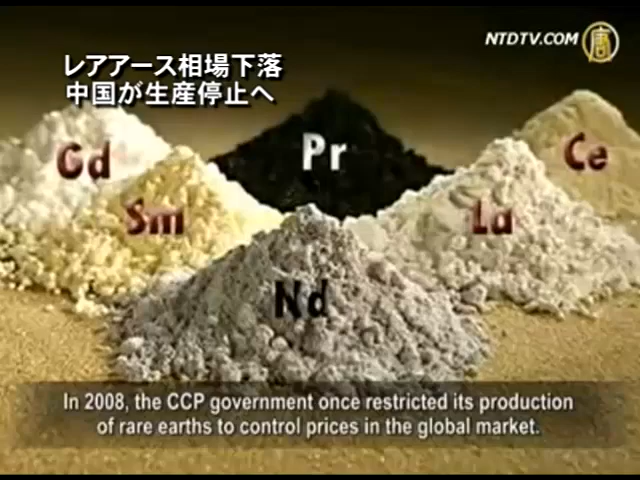 NTDTV.COM 唐
レアアース相場下落
中国が生産停止へ
Pr
Gd
Ce
Sm
La
Nd
In 2008, the CCP government once restricted its production
of rare earths to control prices in the global market.